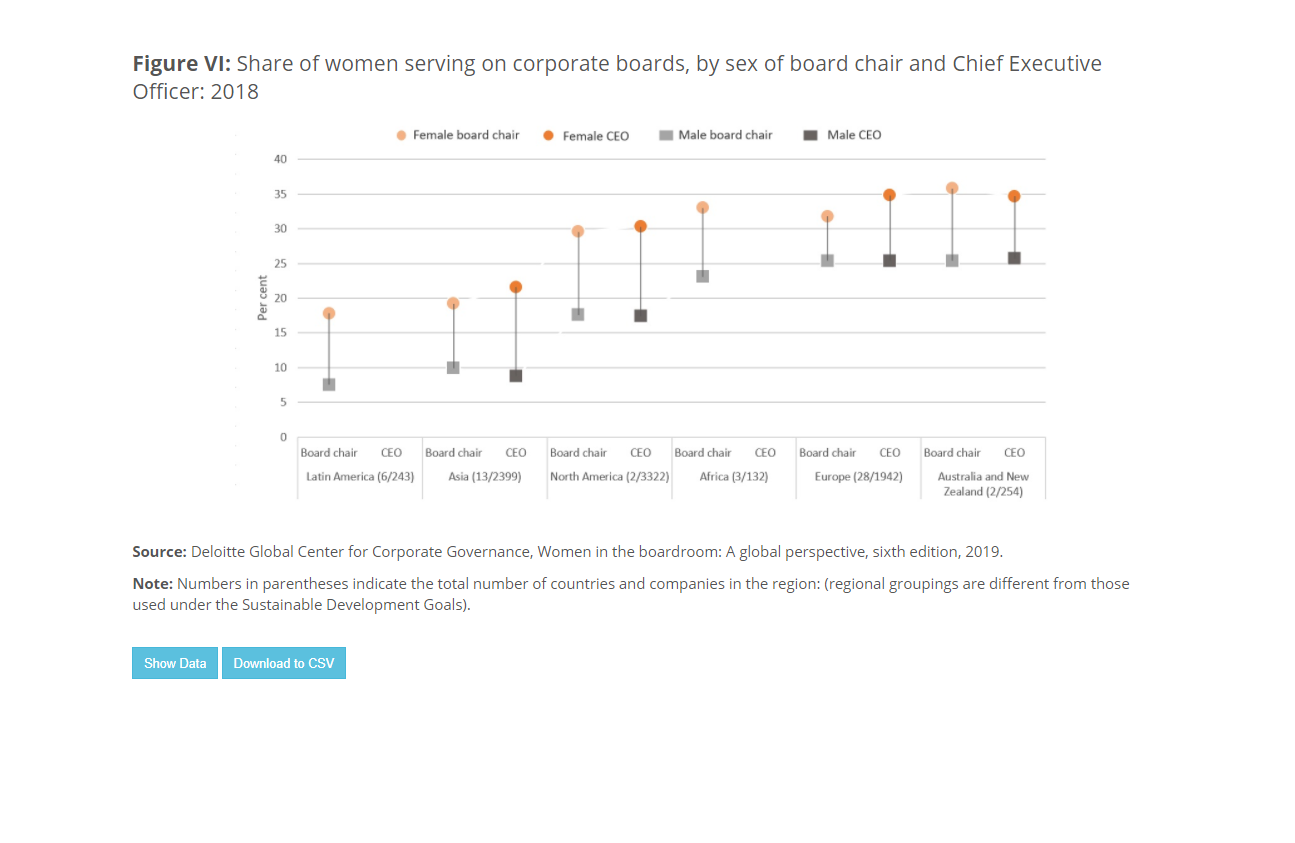 Figure VI: Share of women serving on corporate boards, by sex of board chair and Chief Executive
Officer: 2018
Female board chair Female CEO Male board chair Male CEO
40
35
30
25
20
15
10
5
0
Per cent
Board chair CEO Board chair CEO Board chair CEO Board chair CEO Board chair CEO Board chair CEO
Latin America (6/243) Asia (13/2399) North America (2/3322) Africa (3/132) Europe (28/1942) Australia and New
Zealand (2/254)
Source: Deloitte Global Center for Corporate Governance, Women in the boardroom: A global perspective, sixth edition, 2019.
Note: Numbers in parentheses indicate the total number of countries and companies in the region: (regional groupings are different from those
used under the Sustainable Development Goals).
Show Data Download to CSV